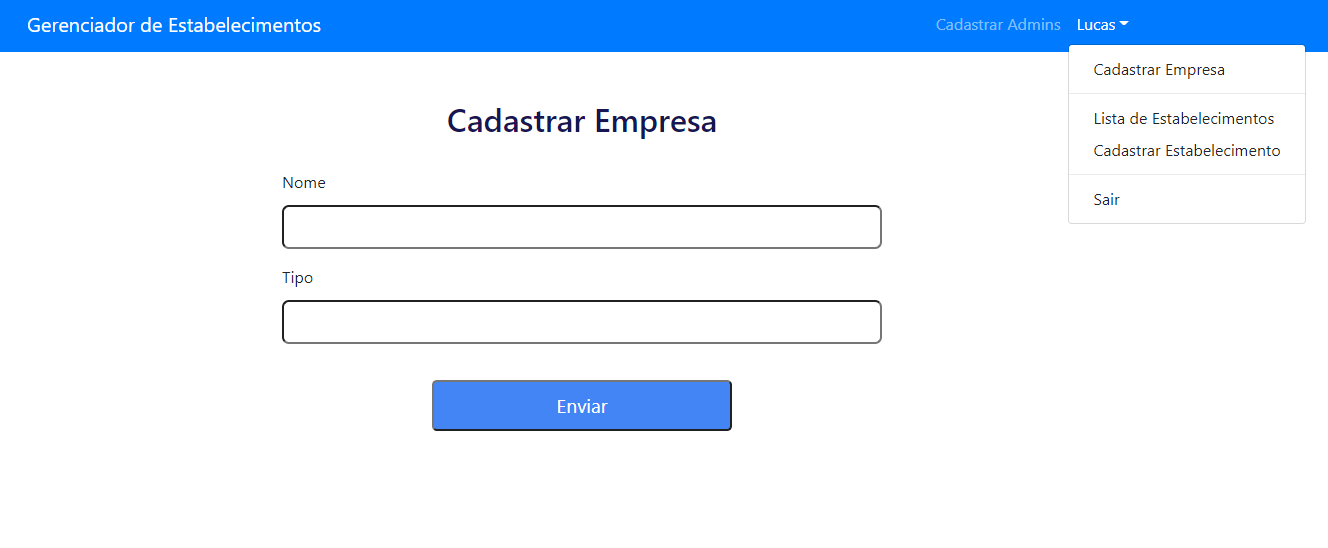 Gerenciador de Estabelecimentos
Cadastrar Admins
Lucas
Cadastrar Empresa
Lista de Estabelecimentos
Cadastrar Estabelecimento
Sair
Cadastrar Empresa
Nome
Tipo
Enviar